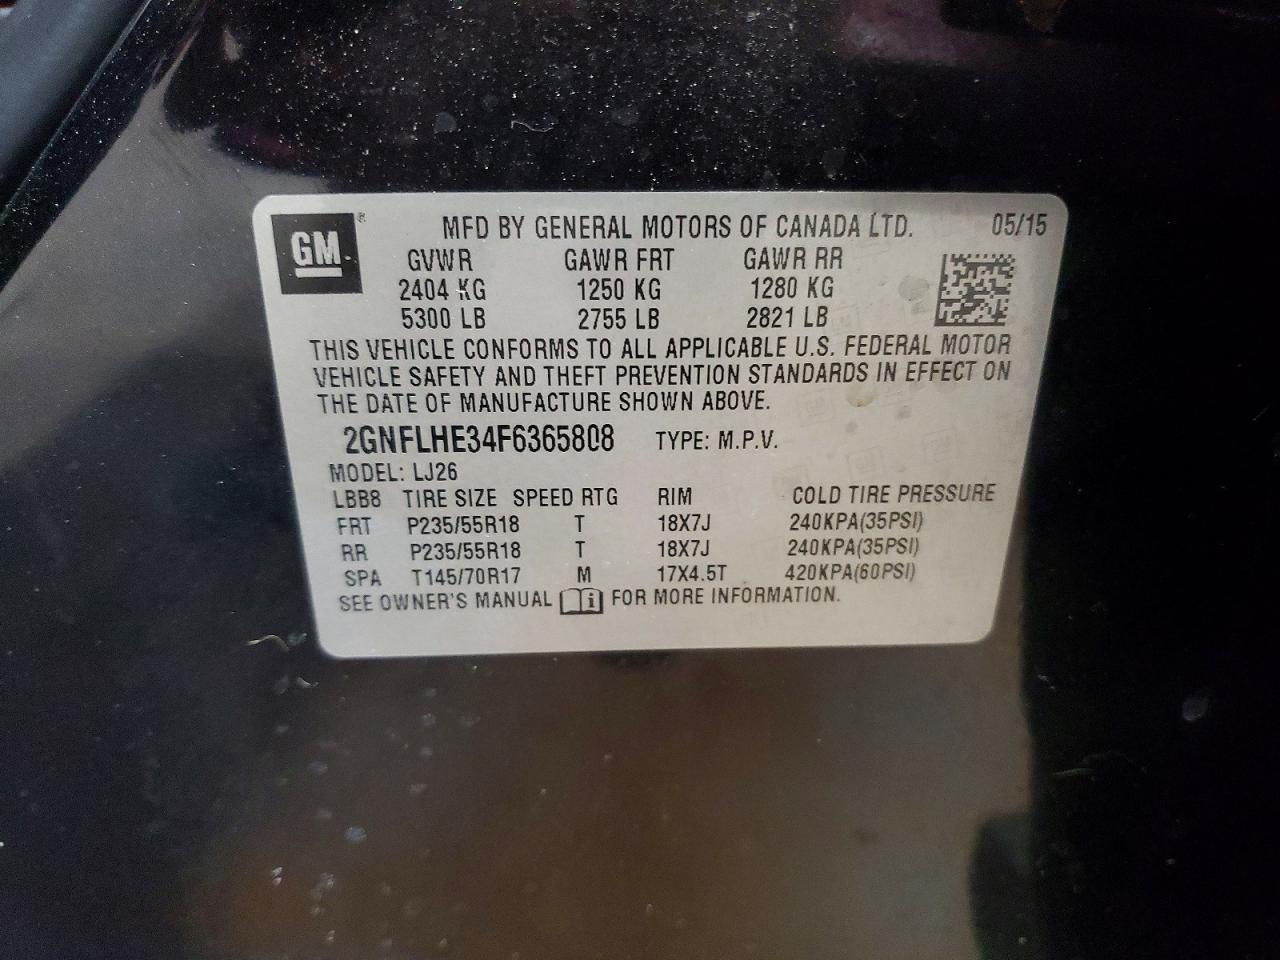 GM ® MFD BY GENERAL MOTORS OF CANADA LTD. 05/15
GVWR GAWR FRT GAWR RR
2404 KG 1250 KG 1280 KG
5300 LB 2755 LB 2821 LB
THIS VEHICLE CONFORMS TO ALL APPLICABLE U.S. FEDERAL MOTOR
VEHICLE SAFETY AND THEFT PREVENTION STANDARDS IN EFFECT ON
THE DATE OF MANUFACTURE SHOWN ABOVE.
2GNFLHE34F6365808 TYPE: M.P.V.
MODEL: LJ26
LBB8 TIRE SIZE SPEED RTG RIM COLD TIRE PRESSURE
FRT P235/55R18 T 18X7J 240KPA(35PSI)
RR P235/55R18 T 18X7J 240KPA(35PSI)
SPA T145/70R17 M 17X4.5T 420KPA(60PSI)
SEE OWNER'S MANUAL i FOR MORE INFORMATION.